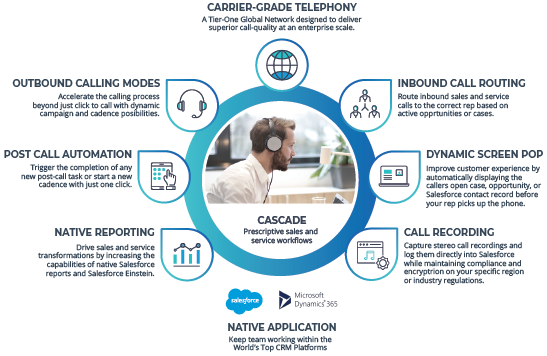 CARRIER-GRADE TELEPHONY
A Tier-One Global Network designed to deliver
superior call-quality at an enterprise scale.
OUTBOUND CALLING MODES
Accelerate the calling process
beyond just click to call with dynamic
campaign and cadence posibilities.
INBOUND CALL ROUTING
Route inbound sales and service
calls to the correct rep based on
active opprtunities or cases.
POST CALL AUTOMATION
Trigger the completion of any
new post-call task or start a new
cadence with just one click.
DYNAMIC SCREEN POP
Improve customer experience by
automatically displaying the
callers open case, opportunity, or
Salesforce contact record before
your rep picks up the phone.
CASCADE
Prescriptive sales and
service workflows
NATIVE REPORTING
Drive sales and service
transformations by increasing the
capabilities of native Salesforce
reports and Salesforce Einstein.
CALL RECORDING
Capture stereo call recordings and
log them directly into Salesforce
while maintaining compliance and
encryptrion on your specific region
or industry regulations.
salesforce
Microsoft
Dynamics 365
NATIVE APPLICATION
Keep team working within the
World's Top CRM Platforms